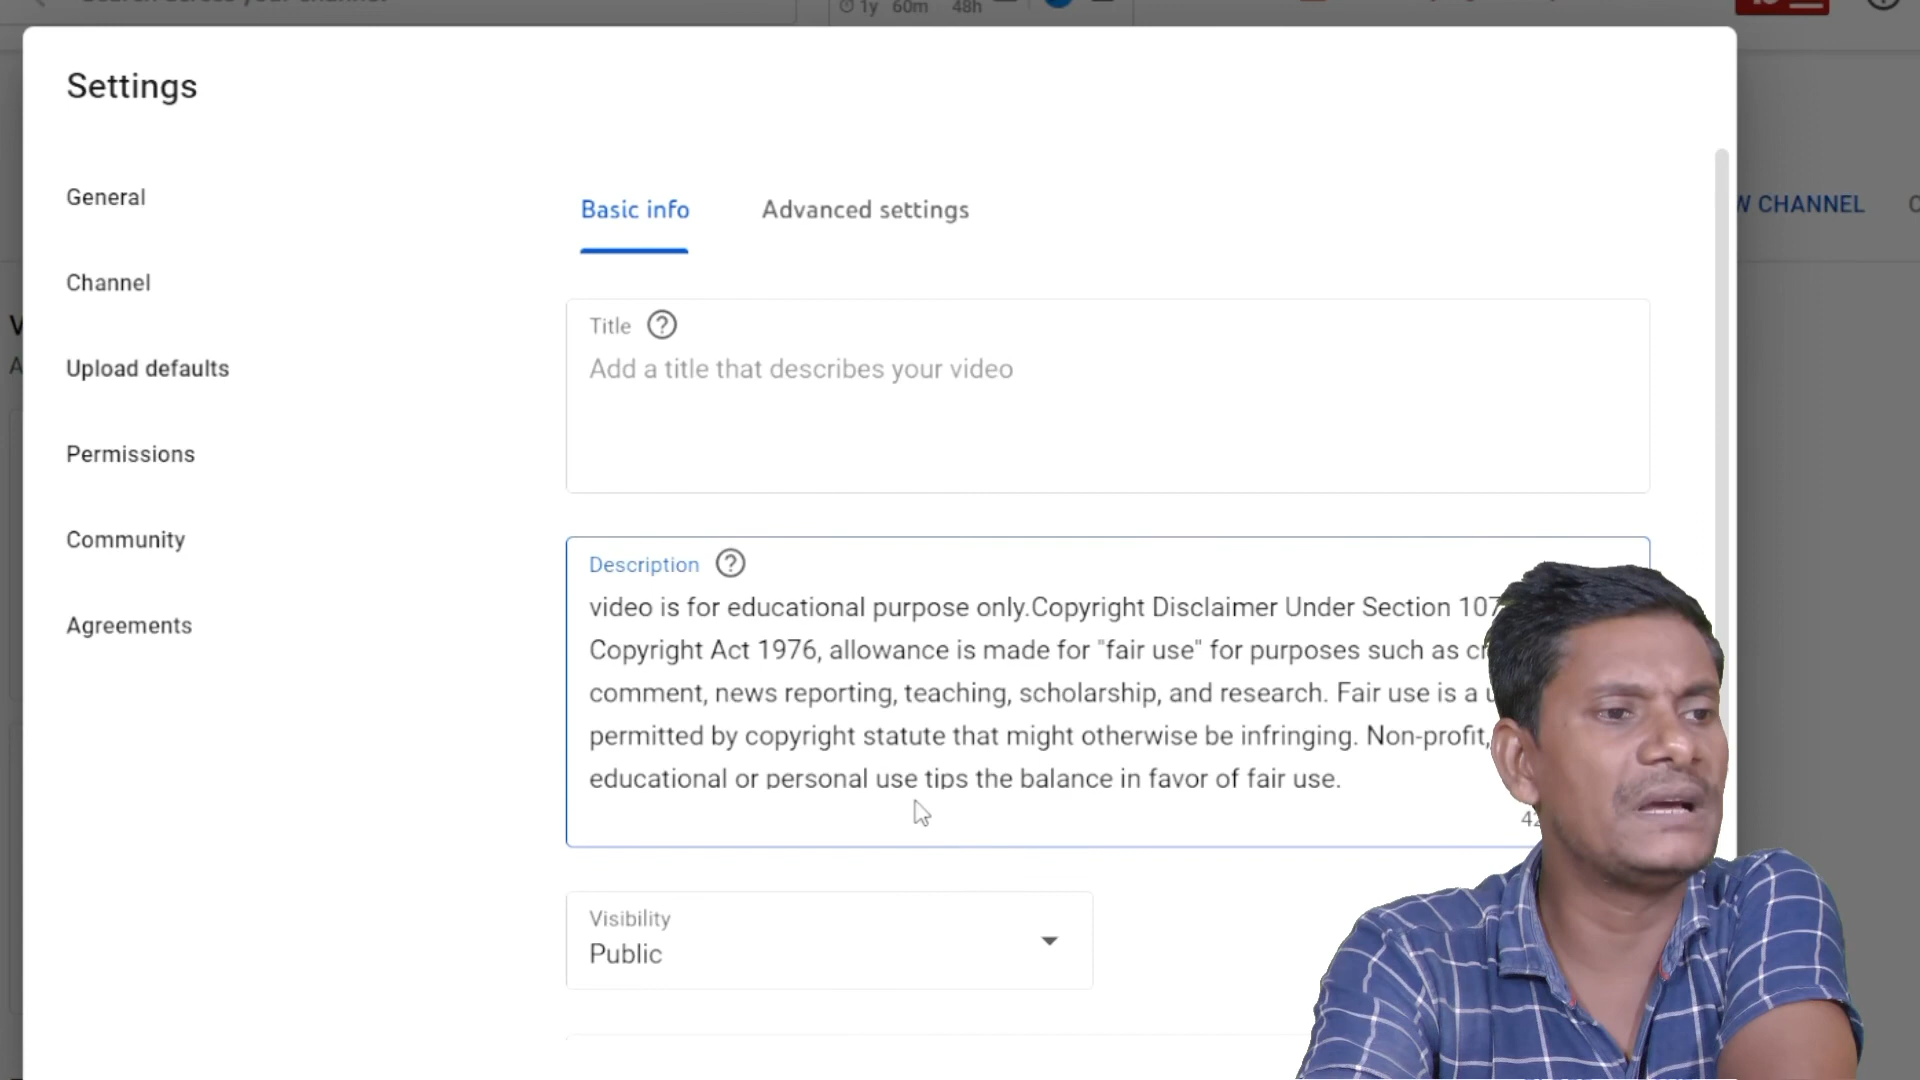 1y 60m 48h
Settings
General
Channel
Upload defaults
Permissions
Community
Agreements
W CHANNEL
Basic info Advanced settings
Title
Add a title that describes your video
Description
video is for educational purpose only.Copyright Disclaimer Under Section 107
Copyright Act 1976, allowance is made for "fair use" for purposes such as
comment, news reporting, teaching, scholarship, and research. Fair use is a
permitted by copyright statute that might otherwise be infringing. Non-profit,
educational or personal use tips the balance in favor of fair use.
Visibility
Public